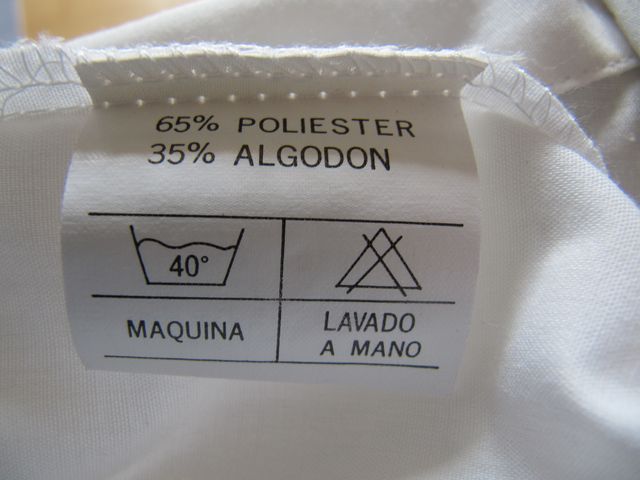 65% POLIESTER
35% ALGODON
40°
MAQUINA
LAVADO
A MANO